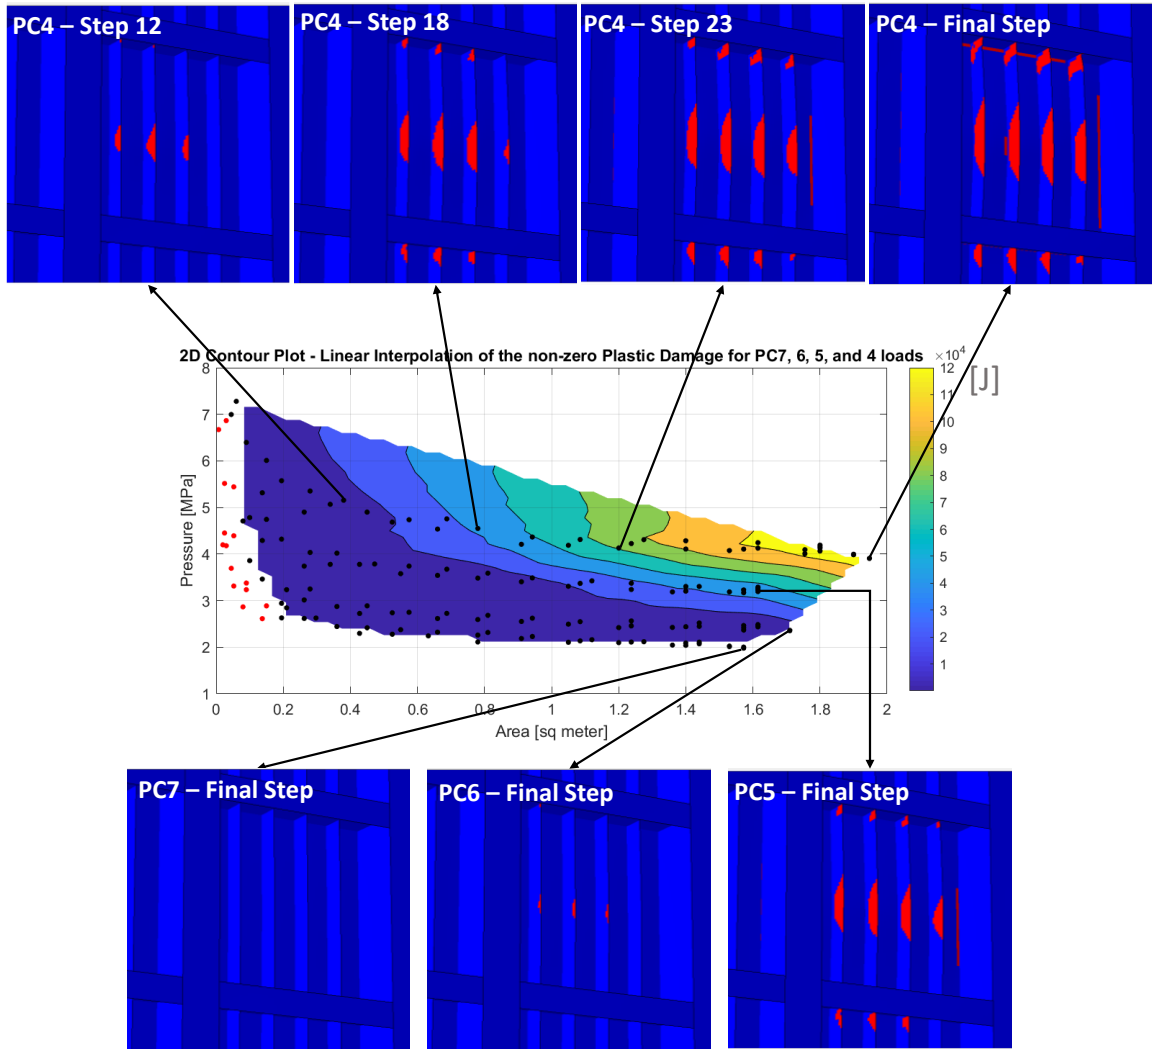 PC4 – Step 12
PC4 – Step 18
PC4 – Step 23
PC4 – Final Step
2D Contour Plot - Linear Interpolation of the non-zero Plastic Damage for PC7, 6, 5, and 4 loads
×10⁴
[J]
8
7
6
5
4
3
2
1
Pressure [MPa]
0
0.2
0.4
0.6
0.8
1
1.2
1.4
1.6
1.8
2
Area [sq meter]
12
11
10
9
8
7
6
5
4
3
2
1
PC7 – Final Step
PC6 – Final Step
PC5 – Final Step